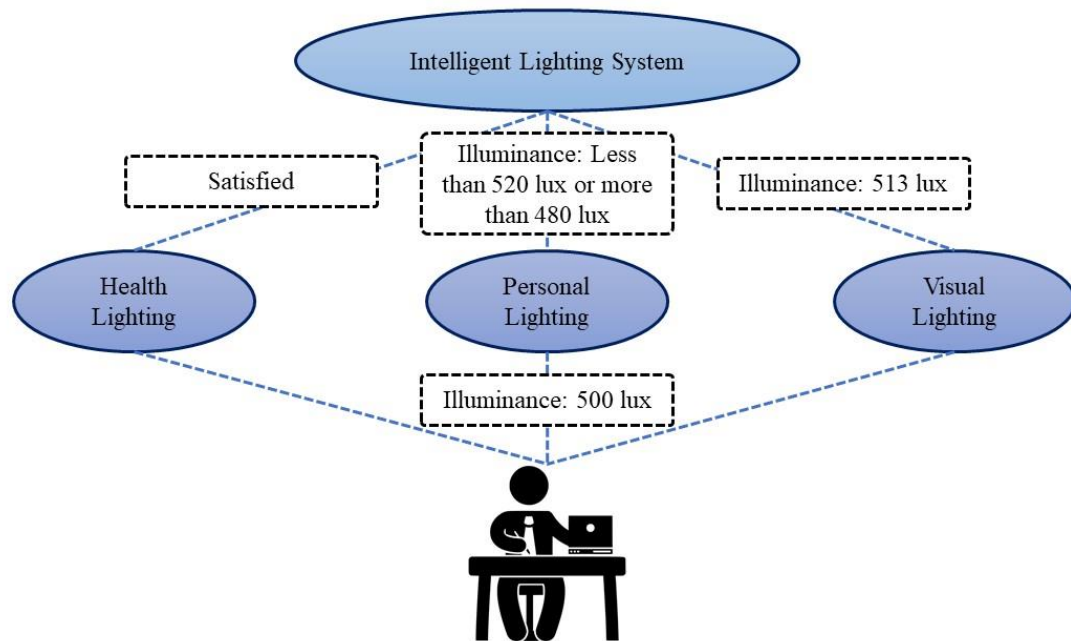 Intelligent Lighting System
Satisfied
Illuminance: Less
than 520 lux or more
than 480 lux
Illuminance: 513 lux
Health
Lighting
Personal
Lighting
Visual
Lighting
Illuminance: 500 lux